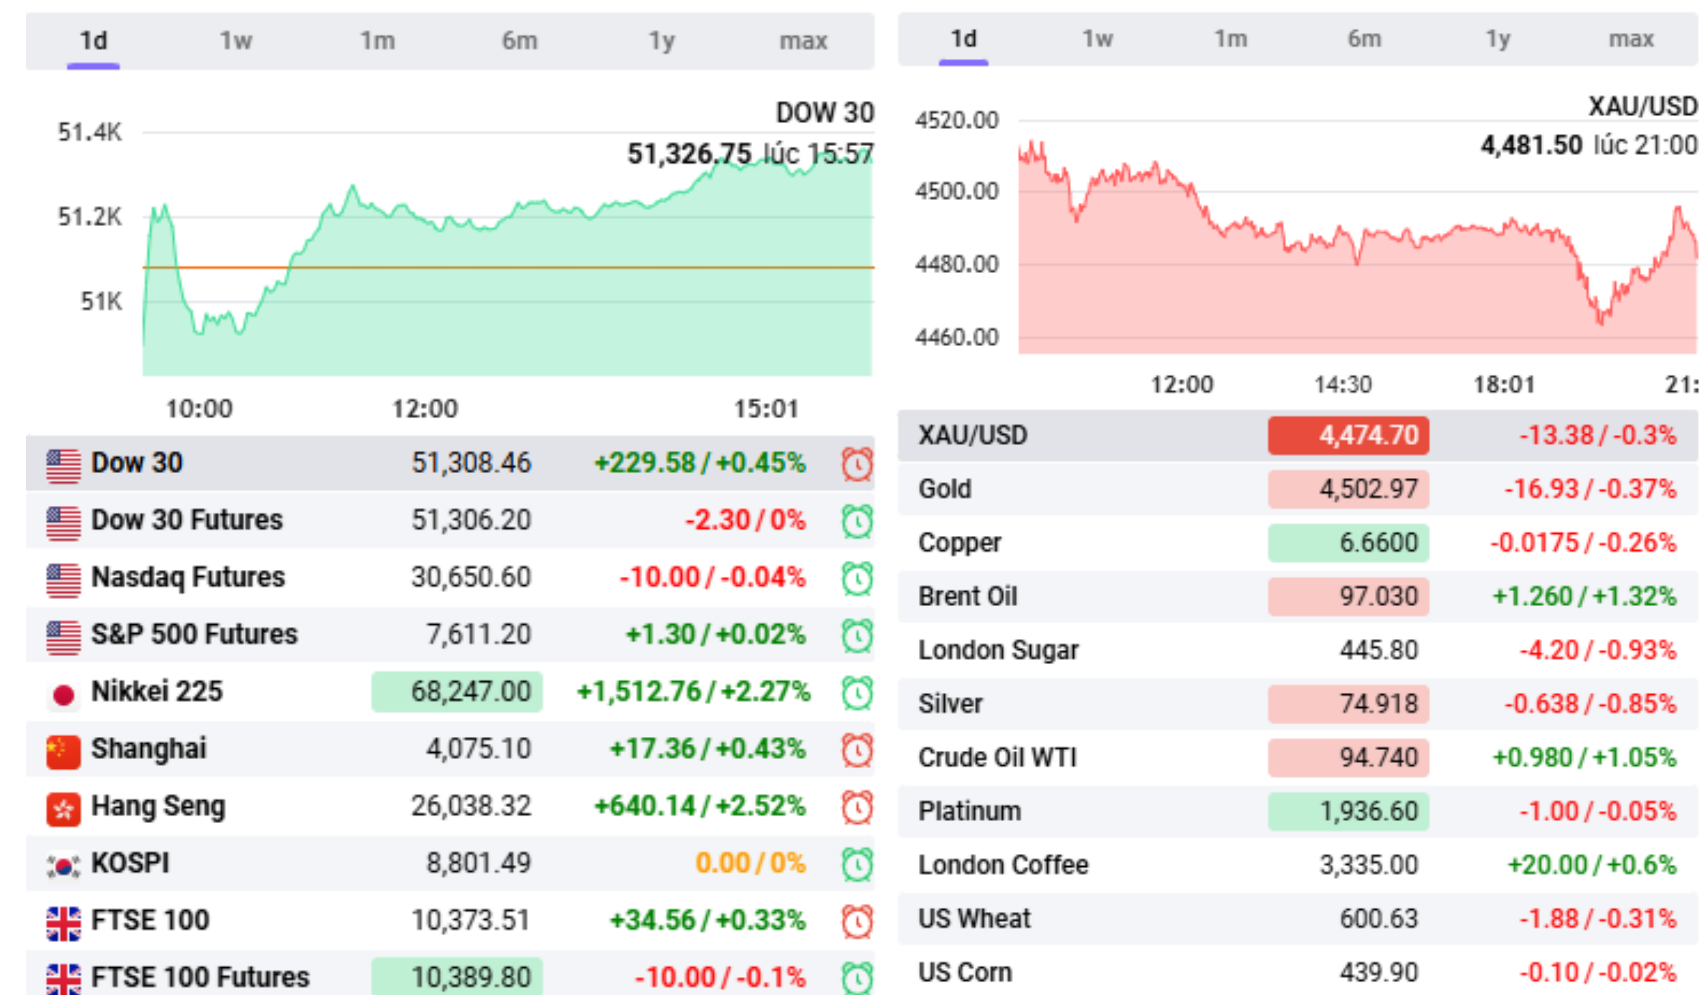 1d 1w 1m 6m 1y max
DOW 30
51,326.75 lúc 15:57
51.4K
51.2K
51K
10:00 12:00 15:01
Dow 30 51,308.46 +229.58 / +0.45%
Dow 30 Futures 51,306.20 -2.30 / 0%
Nasdaq Futures 30,650.60 -10.00 / -0.04%
S&P 500 Futures 7,611.20 +1.30 / +0.02%
Nikkei 225 68,247.00 +1,512.76 / +2.27%
Shanghai 4,075.10 +17.36 / +0.43%
Hang Seng 26,038.32 +640.14 / +2.52%
KOSPI 8,801.49 0.00 / 0%
FTSE 100 10,373.51 +34.56 / +0.33%
FTSE 100 Futures 10,389.80 -10.00 / -0.1%
1d 1w 1m 6m 1y max
XAU/USD
4,481.50 lúc 21:00
4520.00
4500.00
4480.00
4460.00
12:00 14:30 18:01 21:
XAU/USD 4,474.70 -13.38 / -0.3%
Gold 4,502.97 -16.93 / -0.37%
Copper 6.6600 -0.0175 / -0.26%
Brent Oil 97.030 +1.260 / +1.32%
London Sugar 445.80 -4.20 / -0.93%
Silver 74.918 -0.638 / -0.85%
Crude Oil WTI 94.740 +0.980 / +1.05%
Platinum 1,936.60 -1.00 / -0.05%
London Coffee 3,335.00 +20.00 / +0.6%
US Wheat 600.63 -1.88 / -0.31%
US Corn 439.90 -0.10 / -0.02%